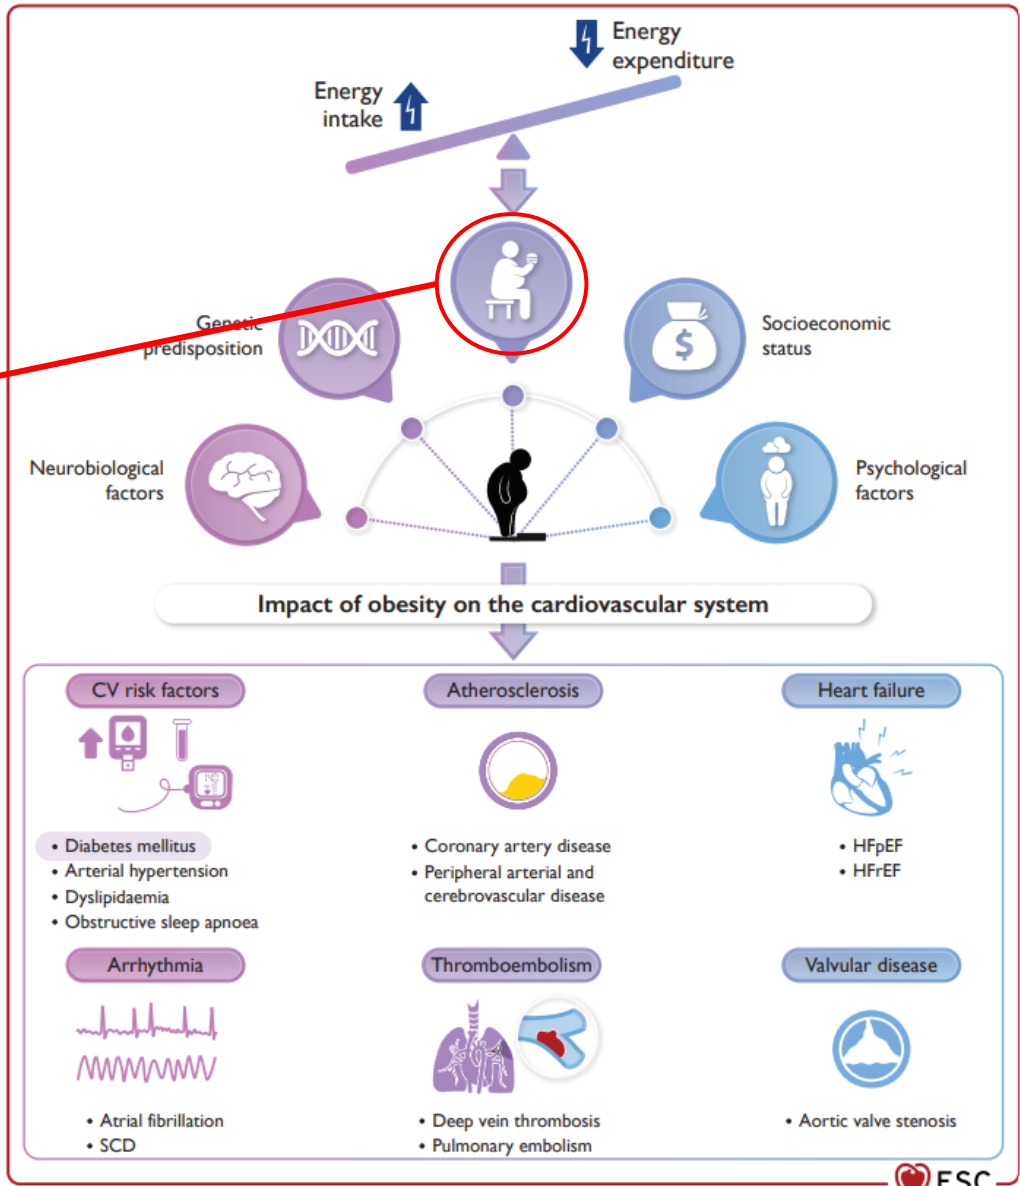 Energy
expenditure
Energy
intake
Genetic
predisposition
$
Socioeconomic
status
Neurobiological
factors
Psychological
factors
Impact of obesity on the cardiovascular system
CV risk factors
Atherosclerosis
Heart failure
• Diabetes mellitus
• Arterial hypertension
• Dyslipidaemia
• Obstructive sleep apnoea
• Coronary artery disease
• Peripheral arterial and
cerebrovascular disease
• HFpEF
• HFrEF
Arrhythmia
Thromboembolism
Valvular disease
• Atrial fibrillation
• SCD
• Deep vein thrombosis
• Pulmonary embolism
• Aortic valve stenosis
ESC